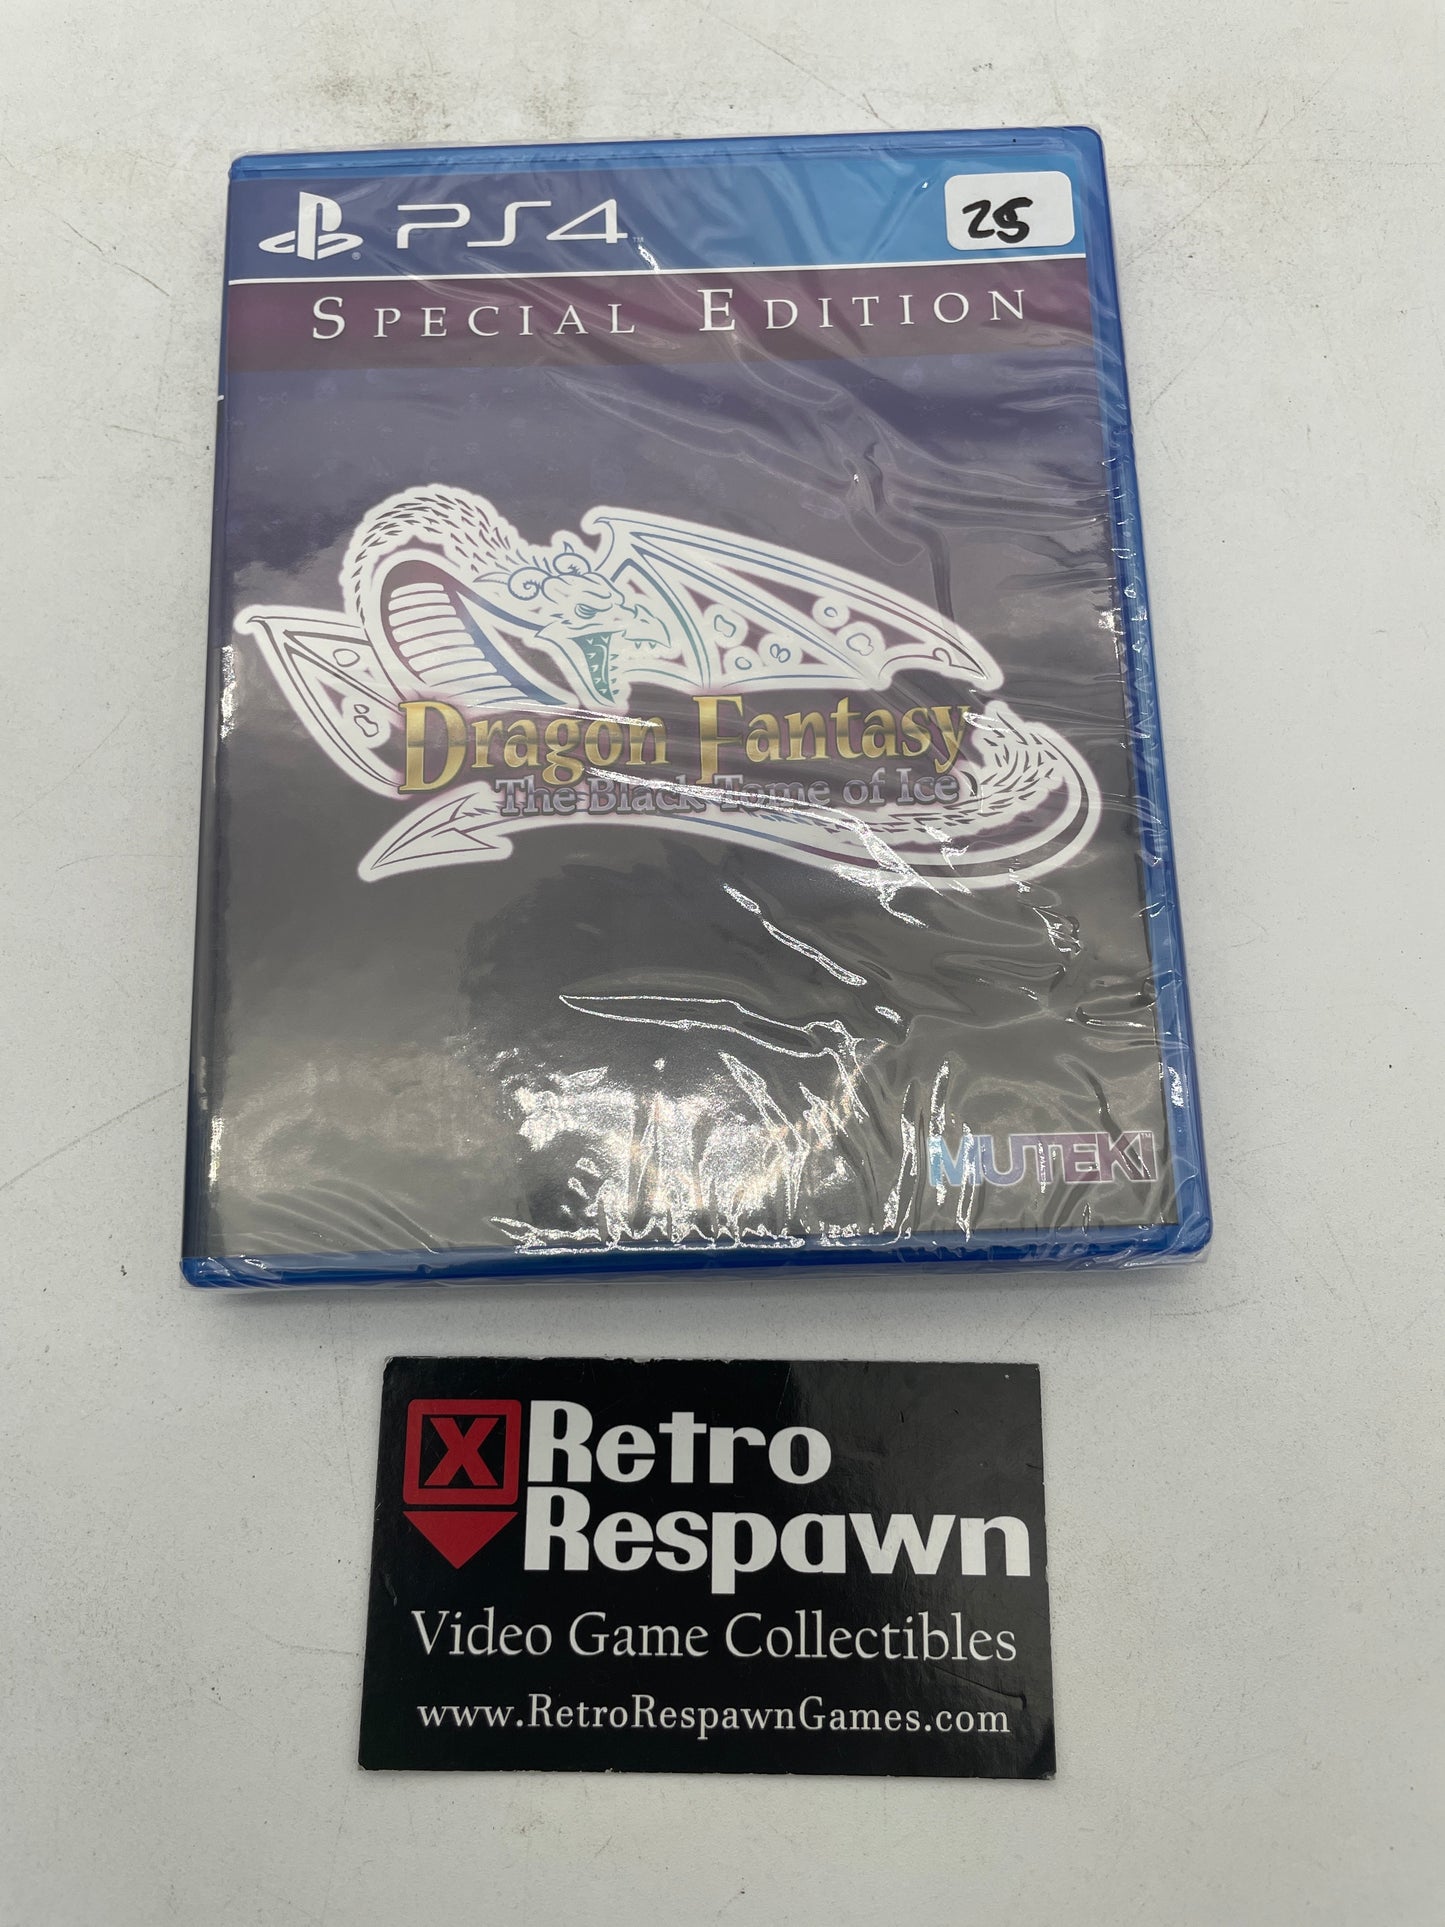 PS4
25
SPECIAL EDITION
Dragon Fantasy
The Black Tome of Ice
MUTEKI
X Retro
Respawn
Video Game Collectibles
www.RetroRespawnGames.com